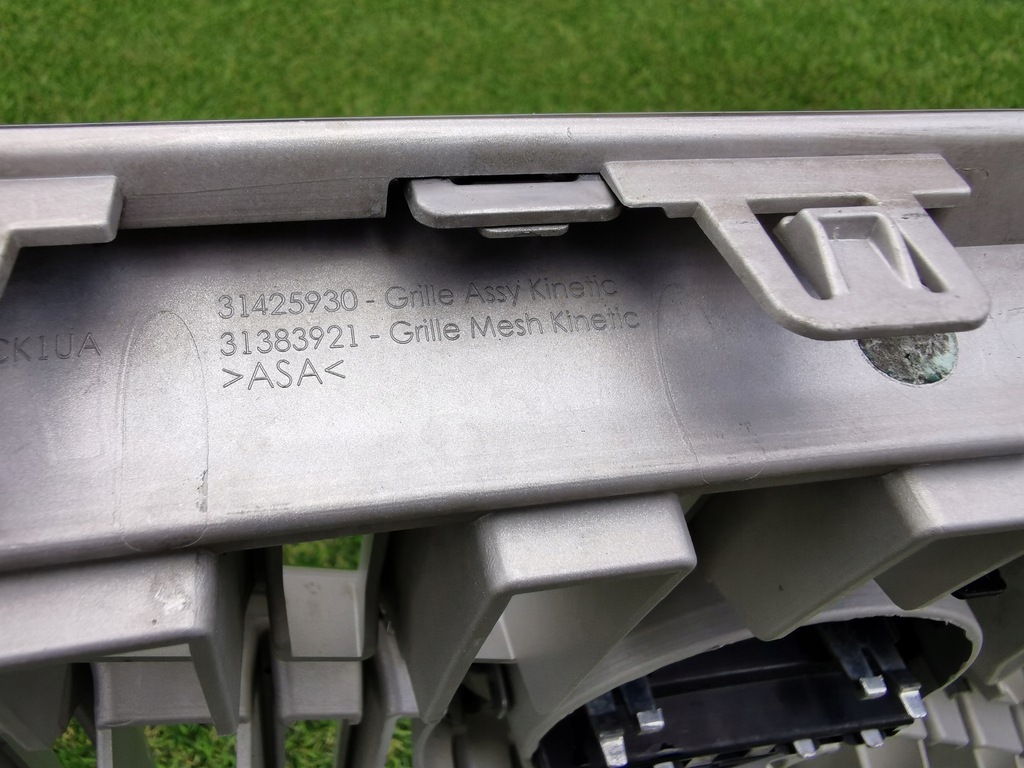 31425930 - Grille Assy Kinetic
31383921 - Grille Mesh Kinetic
CK1UA
>ASA<